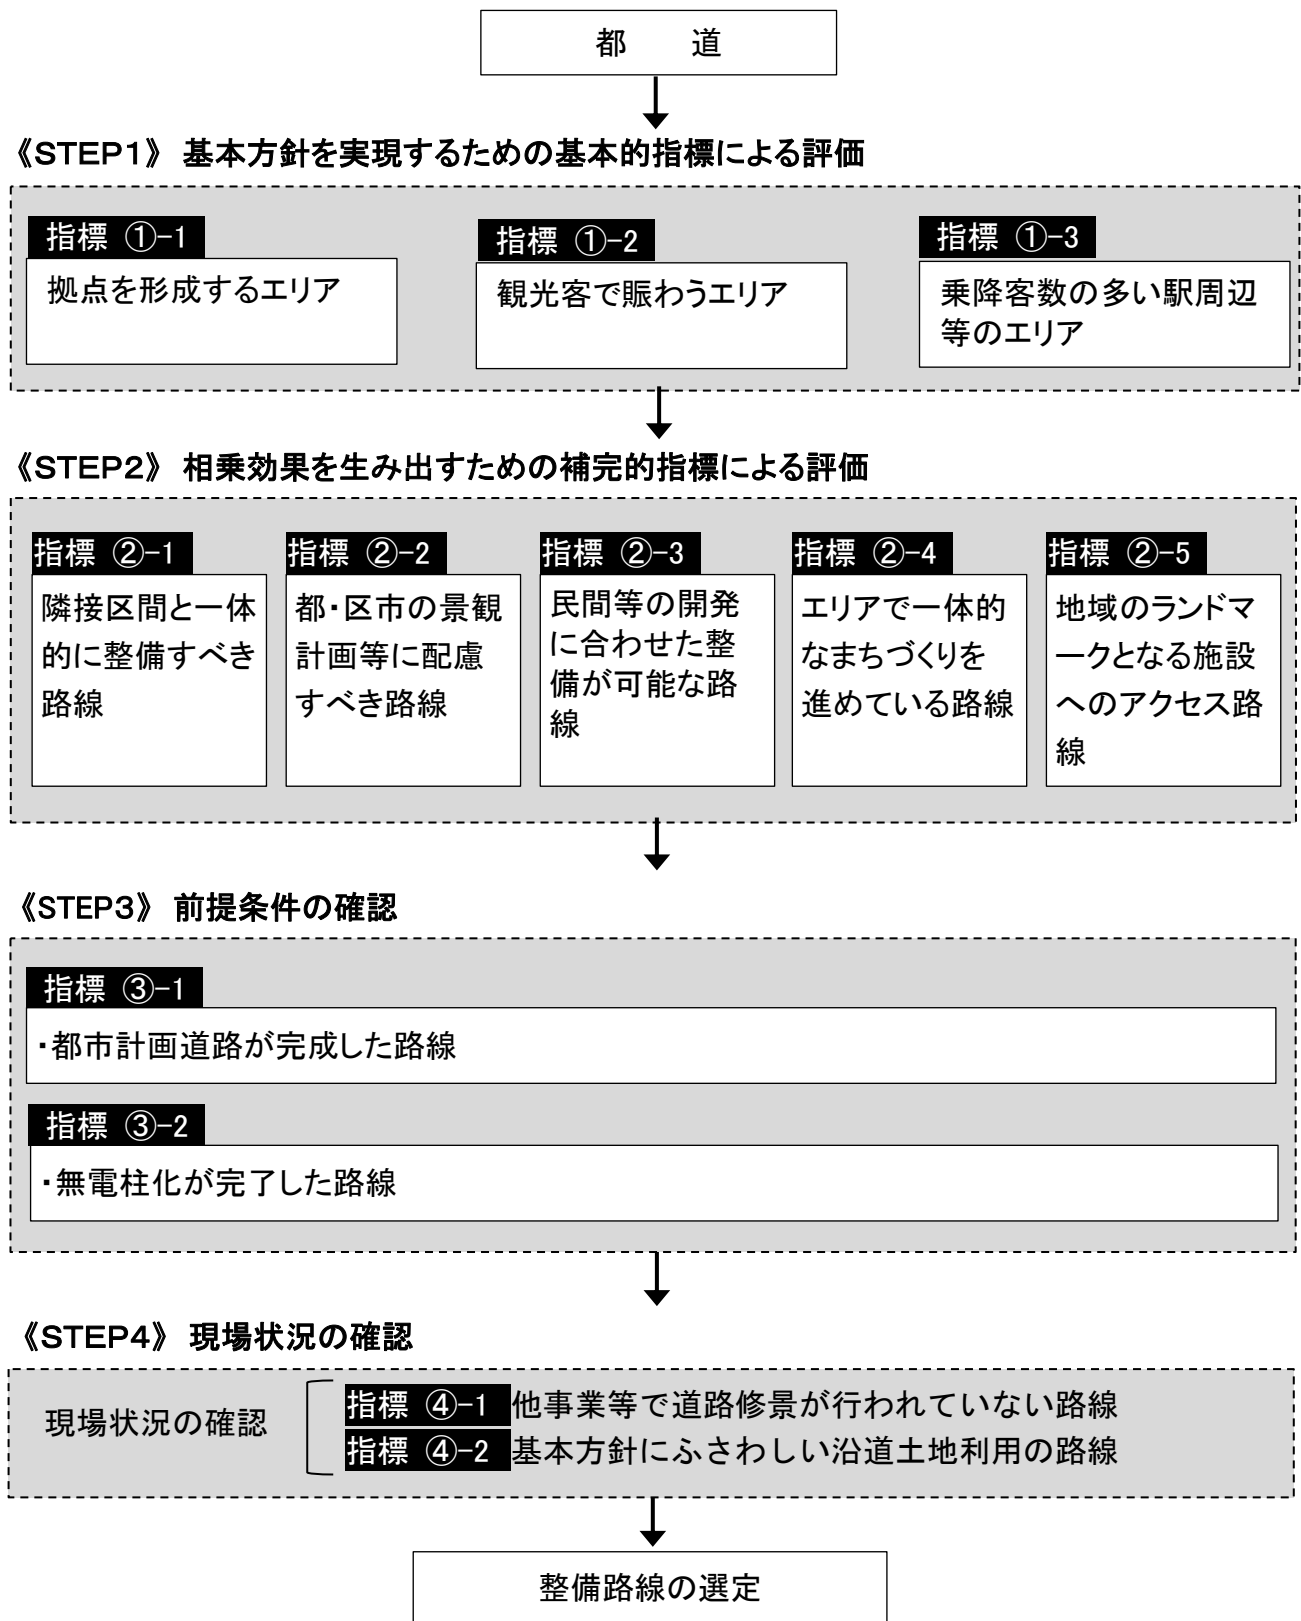 都　　道
《STEP1》 基本方針を実現するための基本的指標による評価
指標 ①-1
拠点を形成するエリア
指標 ①-2
観光客で賑わうエリア
指標 ①-3
乗降客数の多い駅周辺
等のエリア
《STEP2》 相乗効果を生み出すための補完的指標による評価
指標 ②-1
隣接区間と一体
的に整備すべき
路線
指標 ②-2
都・区市の景観
計画等に配慮
すべき路線
指標 ②-3
民間等の開発
に合わせた整
備が可能な路
線
指標 ②-4
エリアで一体的
なまちづくりを
進めている路線
指標 ②-5
地域のランドマ
ークとなる施設
へのアクセス路
線
《STEP3》 前提条件の確認
指標 ③-1
・都市計画道路が完成した路線
指標 ③-2
・無電柱化が完了した路線
《STEP4》 現場状況の確認
現場状況の確認
指標 ④-1 他事業等で道路修景が行われていない路線
指標 ④-2 基本方針にふさわしい沿道土地利用の路線
整備路線の選定